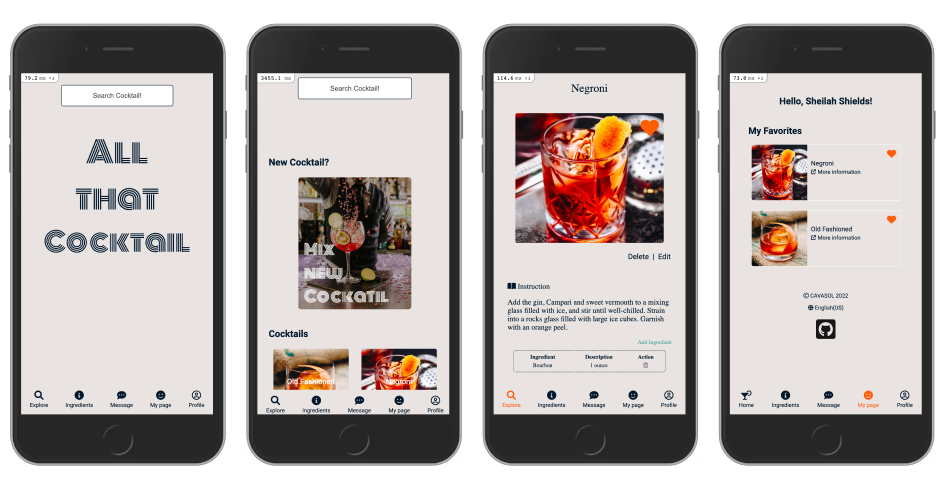 79.2 ms ×2
Search Cocktail!
All
that
Cocktail
Explore
Ingredients
Message
My page
Profile
3455.1 ms
Search Cocktail!
New Cocktail?
Mix
new
Cockatil
Cocktails
Old Fashioned
Negroni
Explore
Ingredients
Message
My page
Profile
114.6 ms ×2
Negroni
Delete | Edit
Instruction
Add the gin, Campari and sweet vermouth to a mixing
glass filled with ice, and stir until well-chilled. Strain
into a rocks glass filled with large ice cubes. Garnish
with an orange peel.
Add Ingredient
Ingredient Description Action
Bourbon 1 ounce
Explore
Ingredients
Message
My page
Profile
73.8 ms ×2
Hello, Sheilah Shields!
My Favorites
Negroni
More information
Old Fashioned
More information
© CAVASOL 2022
English(US)
Home
Ingredients
Message
My page
Profile